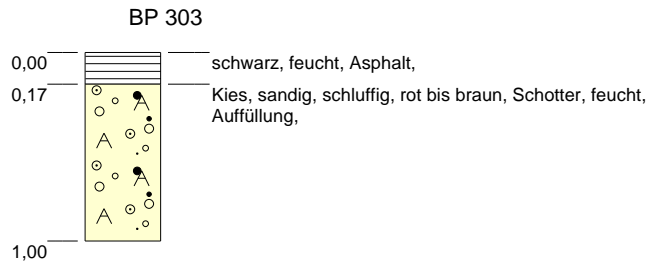 BP 303
0,00
schwarz, feucht, Asphalt,
0,17
Kies, sandig, schluffig, rot bis braun, Schotter, feucht,
Auffüllung,
A
A
A
A
1,00